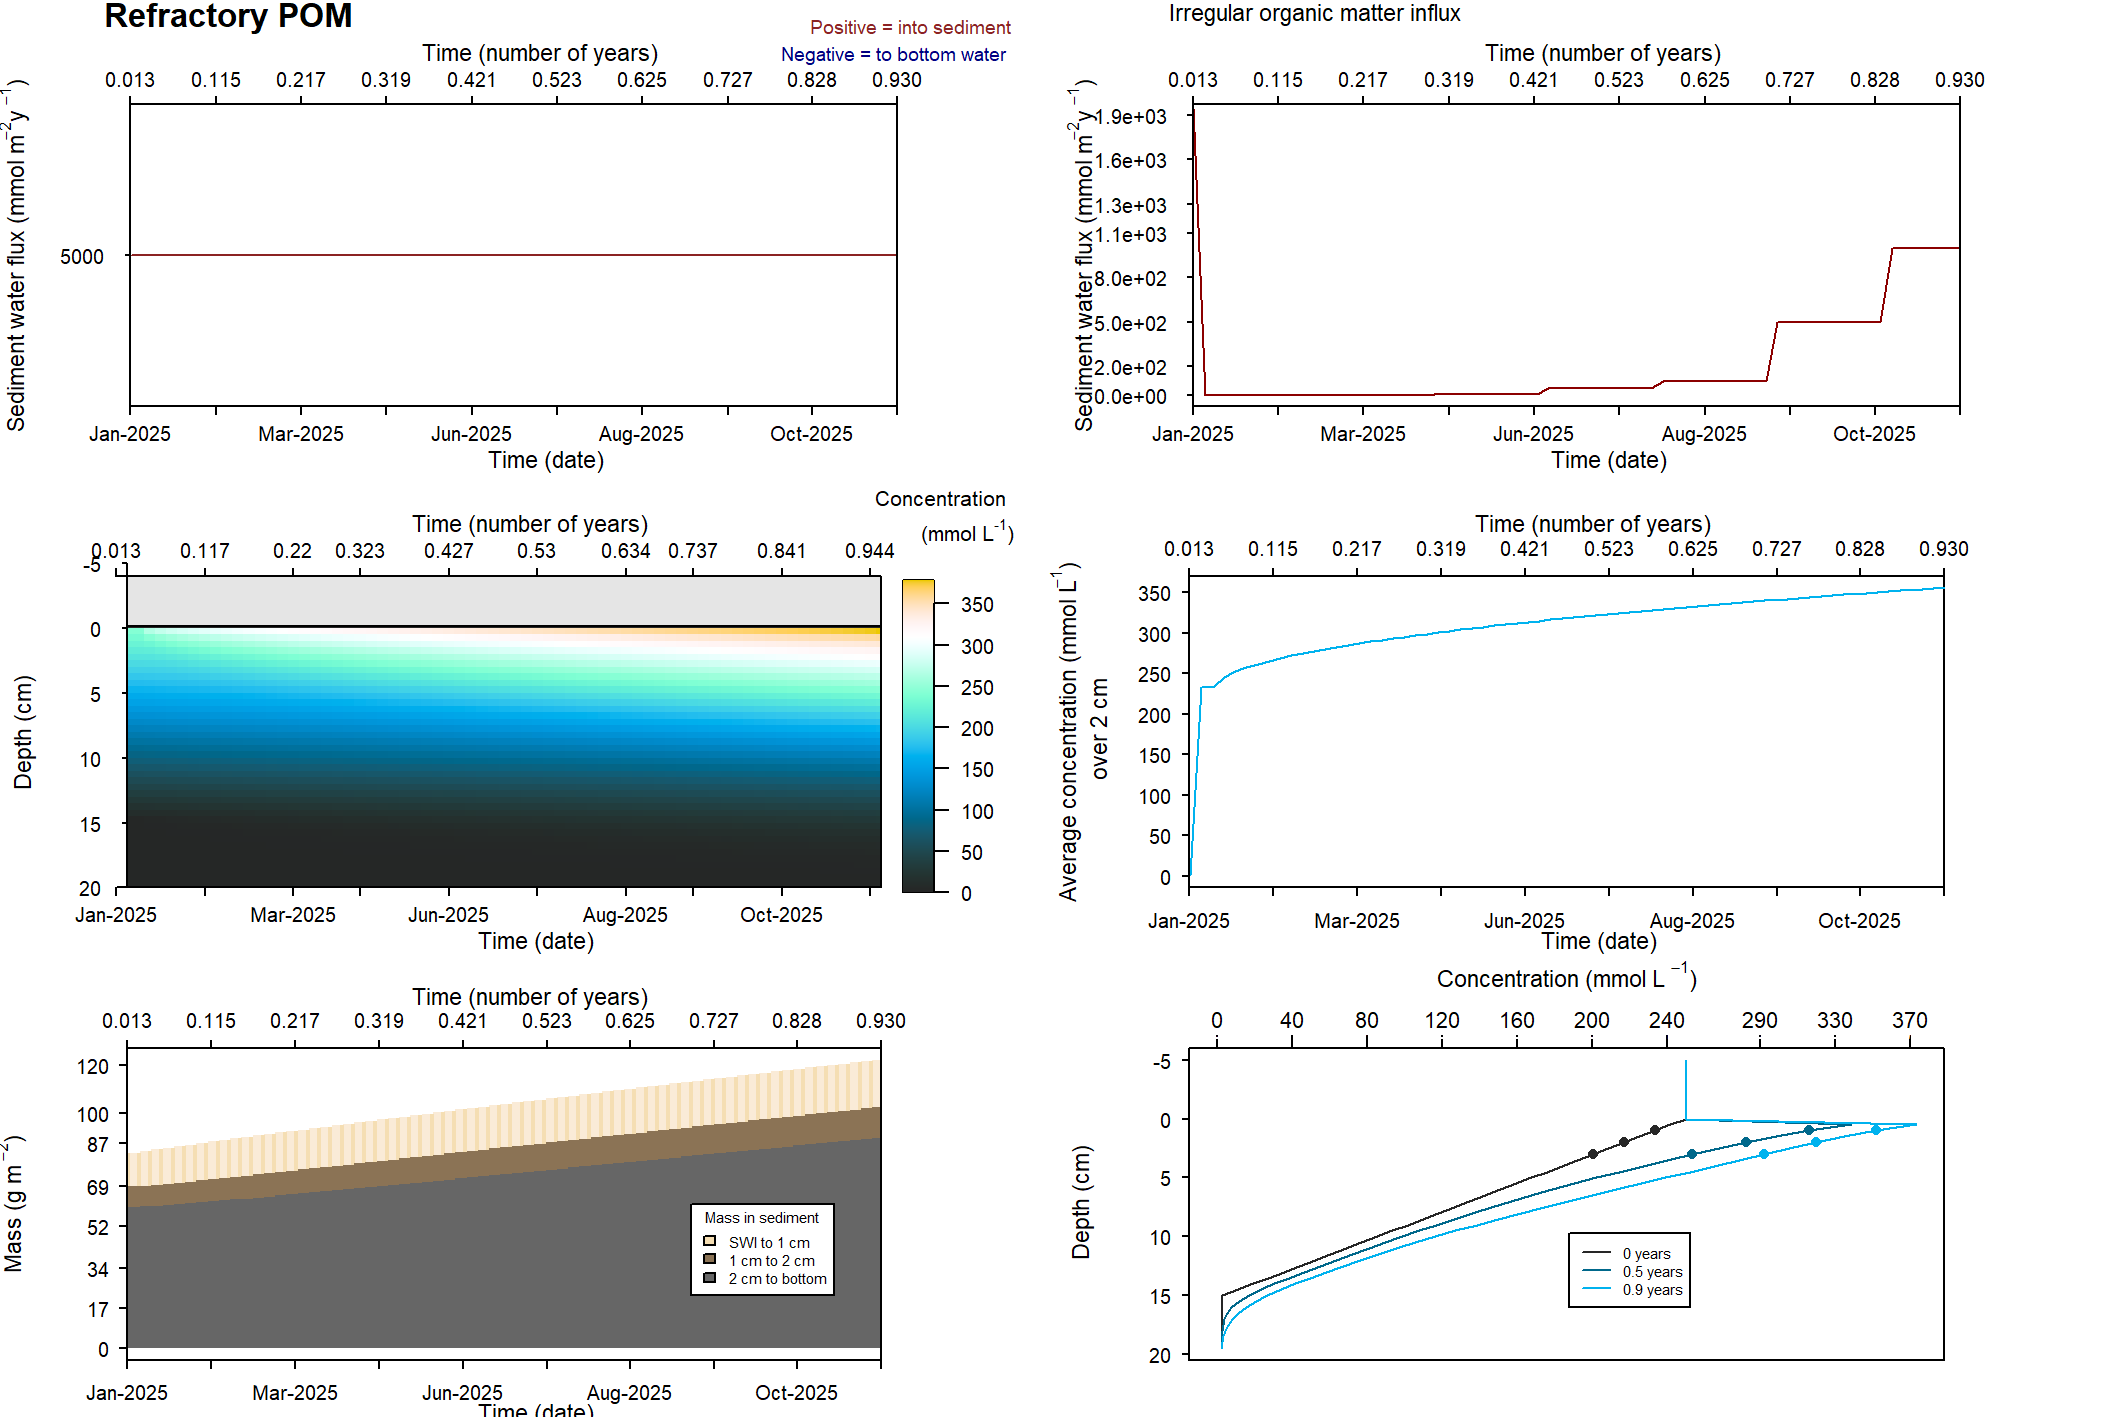 Refractory POM
Positive = into sediment
Negative = to bottom water
Time (number of years)
0.013 0.115 0.217 0.319 0.421 0.523 0.625 0.727 0.828 0.930
Sediment water flux (mmol m⁻²y⁻¹)
5000
Jan-2025 Mar-2025 Jun-2025 Aug-2025 Oct-2025
Time (date)
Irregular organic matter influx
Time (number of years)
0.013 0.115 0.217 0.319 0.421 0.523 0.625 0.727 0.828 0.930
Sediment water flux (mmol m⁻²y⁻¹)
1.9e+03
1.6e+03
1.3e+03
1.1e+03
8.0e+02
5.0e+02
2.0e+02
0.0e+00
Jan-2025 Mar-2025 Jun-2025 Aug-2025 Oct-2025
Time (date)
Concentration
(mmol L⁻¹)
Time (number of years)
0.013 0.117 0.22 0.323 0.427 0.53 0.634 0.737 0.841 0.944
Depth (cm)
-5
0
5
10
15
20
350
300
250
200
150
100
50
0
Jan-2025 Mar-2025 Jun-2025 Aug-2025 Oct-2025
Time (date)
Time (number of years)
0.013 0.115 0.217 0.319 0.421 0.523 0.625 0.727 0.828 0.930
Average concentration (mmol L⁻¹)
over 2 cm
350
300
250
200
150
100
50
0
Jan-2025 Mar-2025 Jun-2025 Aug-2025 Oct-2025
Time (date)
Time (number of years)
0.013 0.115 0.217 0.319 0.421 0.523 0.625 0.727 0.828 0.930
Mass (g m⁻²)
120
100
87
69
52
34
17
0
Mass in sediment
SWI to 1 cm
1 cm to 2 cm
2 cm to bottom
Jan-2025 Mar-2025 Jun-2025 Aug-2025 Oct-2025
Time (date)
Concentration (mmol L⁻¹)
0 40 80 120 160 200 240 290 330 370
Depth (cm)
-5
0
5
10
15
20
0 years
0.5 years
0.9 years